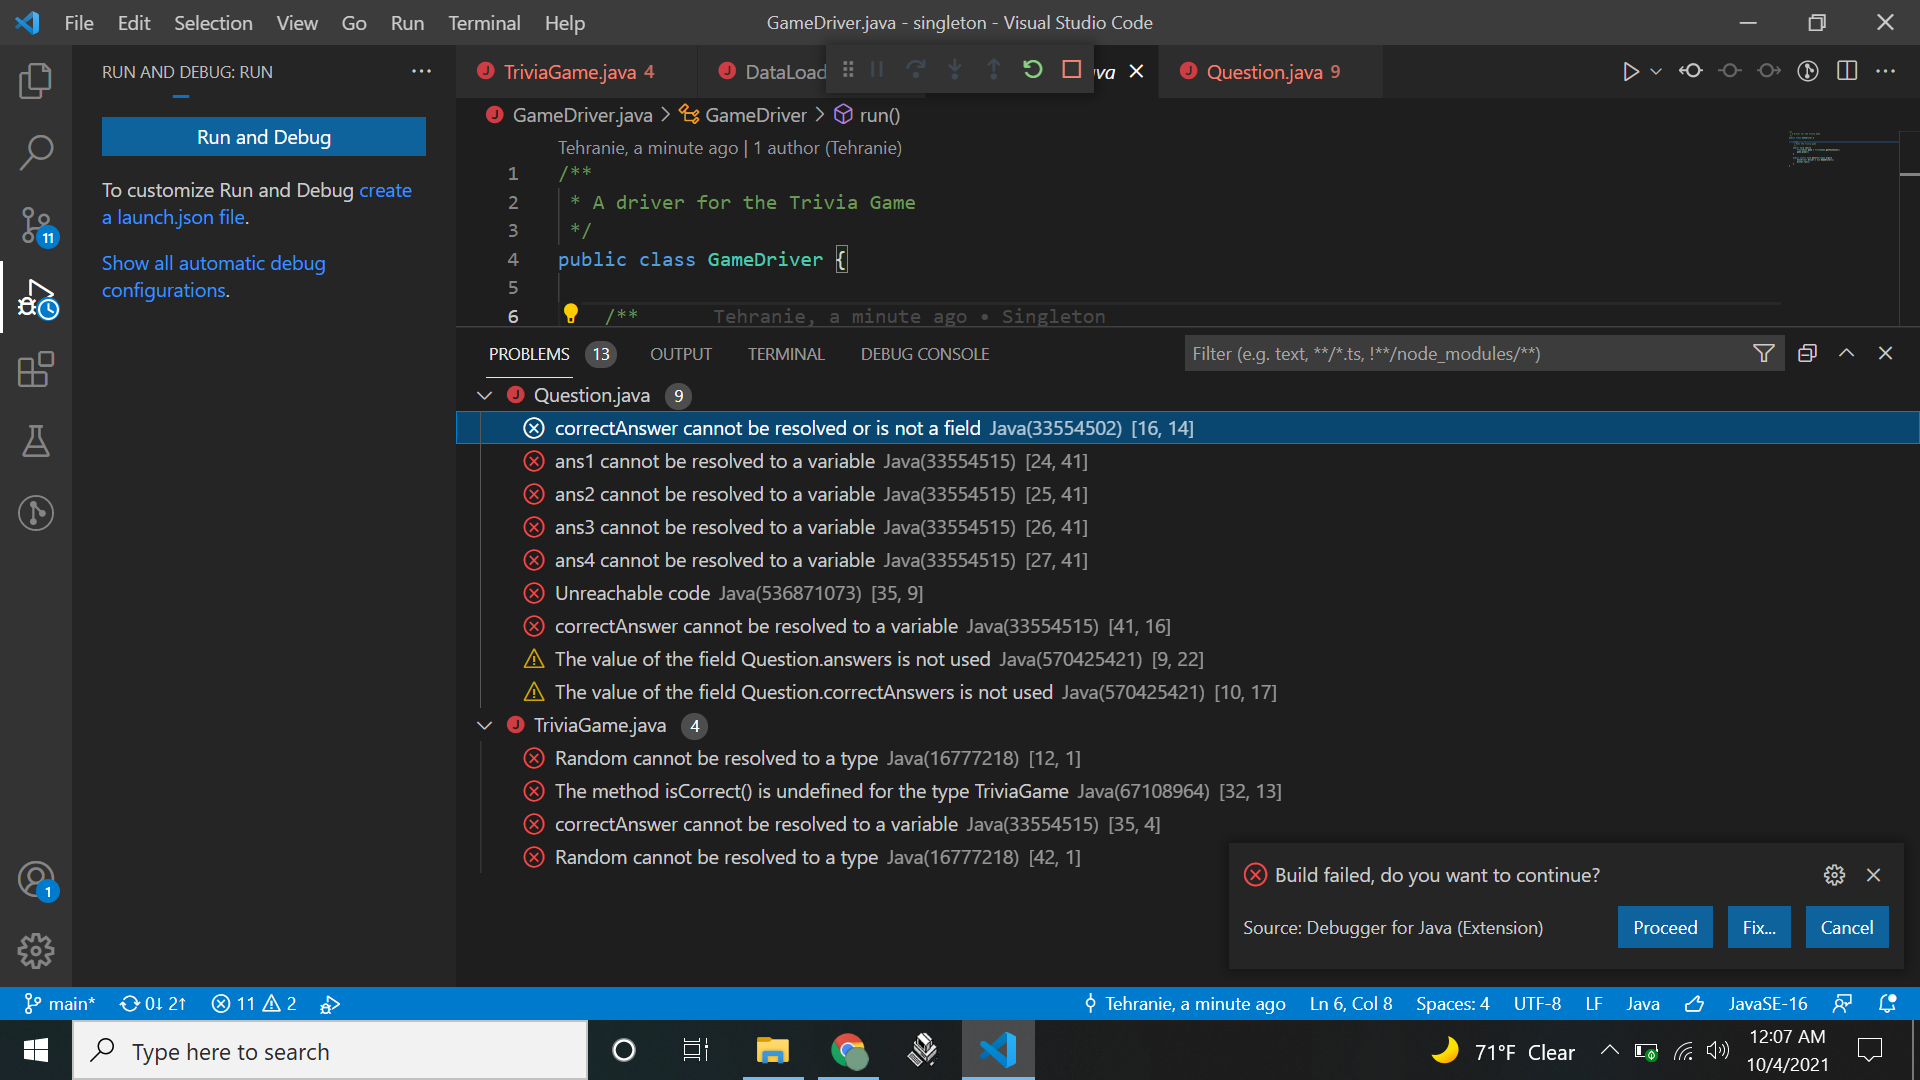 File Edit Selection View Go Run Terminal Help
GameDriver.java - singleton - Visual Studio Code
RUN AND DEBUG: RUN
Run and Debug
To customize Run and Debug create
a launch.json file.
Show all automatic debug
configurations.
11
1
TriviaGame.java 4
DataLoad
va
Question.java 9
GameDriver.java > GameDriver > run()
Tehranie, a minute ago | 1 author (Tehranie)
1 /**
2 * A driver for the Trivia Game
3 */
4 public class GameDriver {
5
6 /** Tehranie, a minute ago • Singleton
PROBLEMS 13 OUTPUT TERMINAL DEBUG CONSOLE
Filter (e.g. text, **/*.ts, !**/node_modules/**)
Question.java 9
correctAnswer cannot be resolved or is not a field Java(33554502) [16, 14]
ans1 cannot be resolved to a variable Java(33554515) [24, 41]
ans2 cannot be resolved to a variable Java(33554515) [25, 41]
ans3 cannot be resolved to a variable Java(33554515) [26, 41]
ans4 cannot be resolved to a variable Java(33554515) [27, 41]
Unreachable code Java(536871073) [35, 9]
correctAnswer cannot be resolved to a variable Java(33554515) [41, 16]
The value of the field Question.answers is not used Java(570425421) [9, 22]
The value of the field Question.correctAnswers is not used Java(570425421) [10, 17]
TriviaGame.java 4
Random cannot be resolved to a type Java(16777218) [12, 1]
The method isCorrect() is undefined for the type TriviaGame Java(67108964) [32, 13]
correctAnswer cannot be resolved to a variable Java(33554515) [35, 4]
Random cannot be resolved to a type Java(16777218) [42, 1]
Build failed, do you want to continue?
Source: Debugger for Java (Extension)
Proceed Fix... Cancel
main* 0↓ 2↑ 11 2
Tehranie, a minute ago Ln 6, Col 8 Spaces: 4 UTF-8 LF Java JavaSE-16
Type here to search
71°F Clear
12:07 AM
10/4/2021